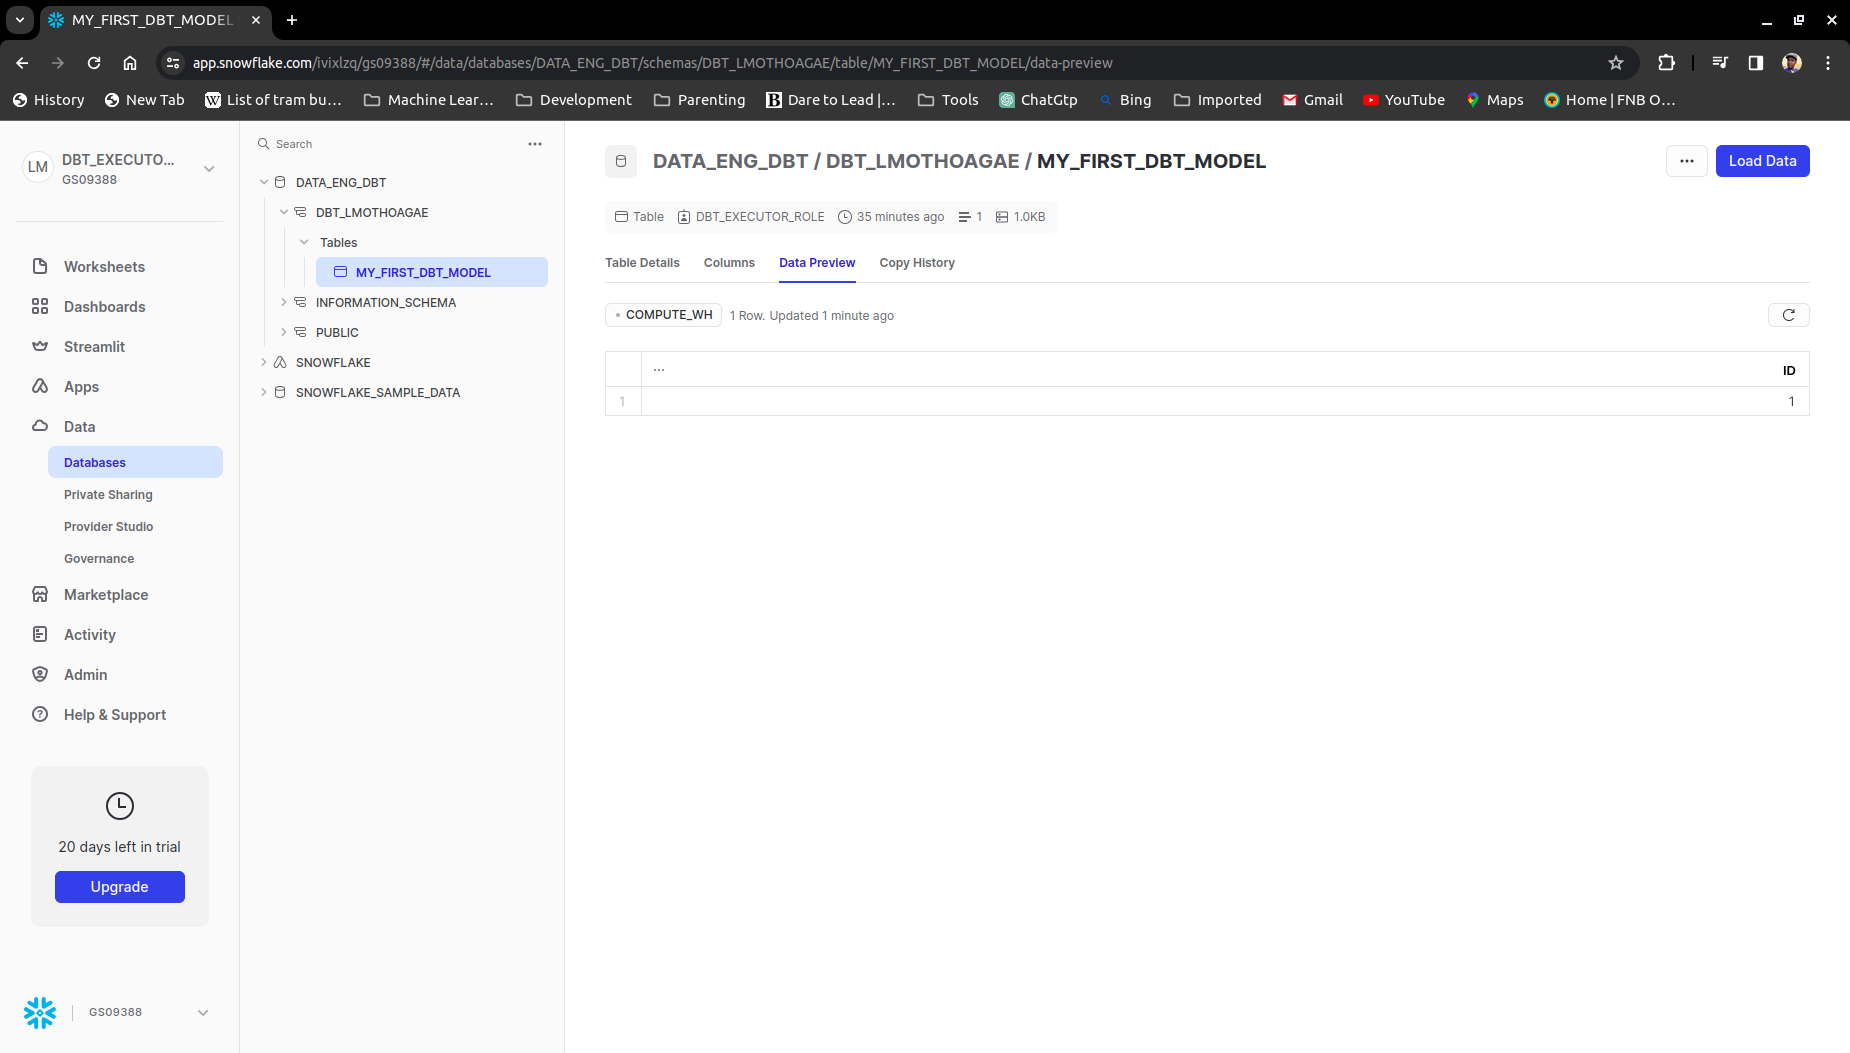 MY_FIRST_DBT_MODEL
app.snowflake.com/ivixlzq/gs09388/#/data/databases/DATA_ENG_DBT/schemas/DBT_LMOTHOAGAE/table/MY_FIRST_DBT_MODEL/data-preview
History New Tab W List of tram bu... Machine Lear... Development Parenting B Dare to Lead |... Tools ChatGtp Bing Imported Gmail YouTube Maps Home | FNB O...
LM DBT_EXECUTO...
GS09388
Worksheets
Dashboards
Streamlit
Apps
Data
Databases
Private Sharing
Provider Studio
Governance
Marketplace
Activity
Admin
Help & Support
20 days left in trial
Upgrade
GS09388
Search ...
DATA_ENG_DBT
DBT_LMOTHOAGAE
Tables
MY_FIRST_DBT_MODEL
INFORMATION_SCHEMA
PUBLIC
SNOWFLAKE
SNOWFLAKE_SAMPLE_DATA
DATA_ENG_DBT / DBT_LMOTHOAGAE / MY_FIRST_DBT_MODEL ... Load Data
Table DBT_EXECUTOR_ROLE 35 minutes ago 1 1.0KB
Table Details Columns Data Preview Copy History
COMPUTE_WH 1 Row. Updated 1 minute ago
... ID
1 1